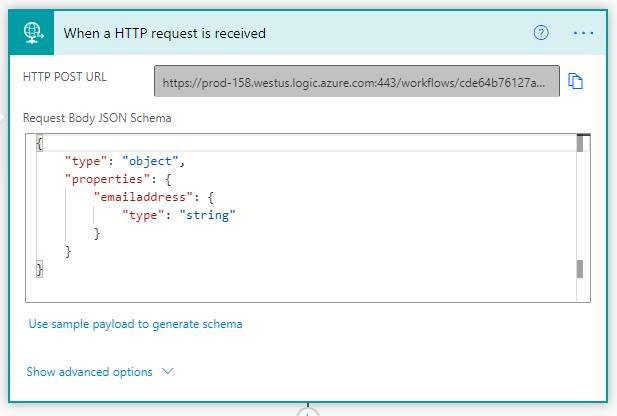 When a HTTP request is received
HTTP POST URL
https://prod-158.westus.logic.azure.com:443/workflows/cde64b76127a...
Request Body JSON Schema
{
"type": "object",
"properties": {
"emailaddress": {
"type": "string"
}
}
}
Use sample payload to generate schema
Show advanced options